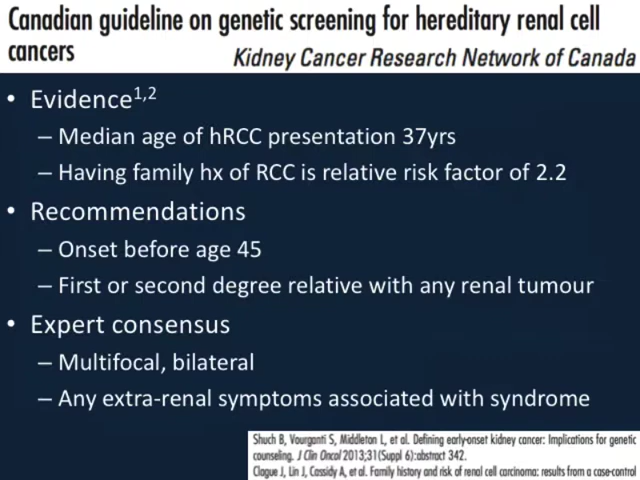 Canadian guideline on genetic screening for hereditary renal cell
cancers
Kidney Cancer Research Network of Canada
• Evidence1,2
– Median age of hRCC presentation 37yrs
– Having family hx of RCC is relative risk factor of 2.2
• Recommendations
– Onset before age 45
– First or second degree relative with any renal tumour
• Expert consensus
– Multifocal, bilateral
– Any extra-renal symptoms associated with syndrome
Shuch B, Vourganti S, Middleton L, et al. Defining early-onset kidney cancer: Implications for genetic
counseling. J Clin Oncol 2013;31(Suppl 6):abstract 342.
Clague J, Lin J, Cassidy A, et al. Family history and risk of renal cell carcinoma: results from a case-control